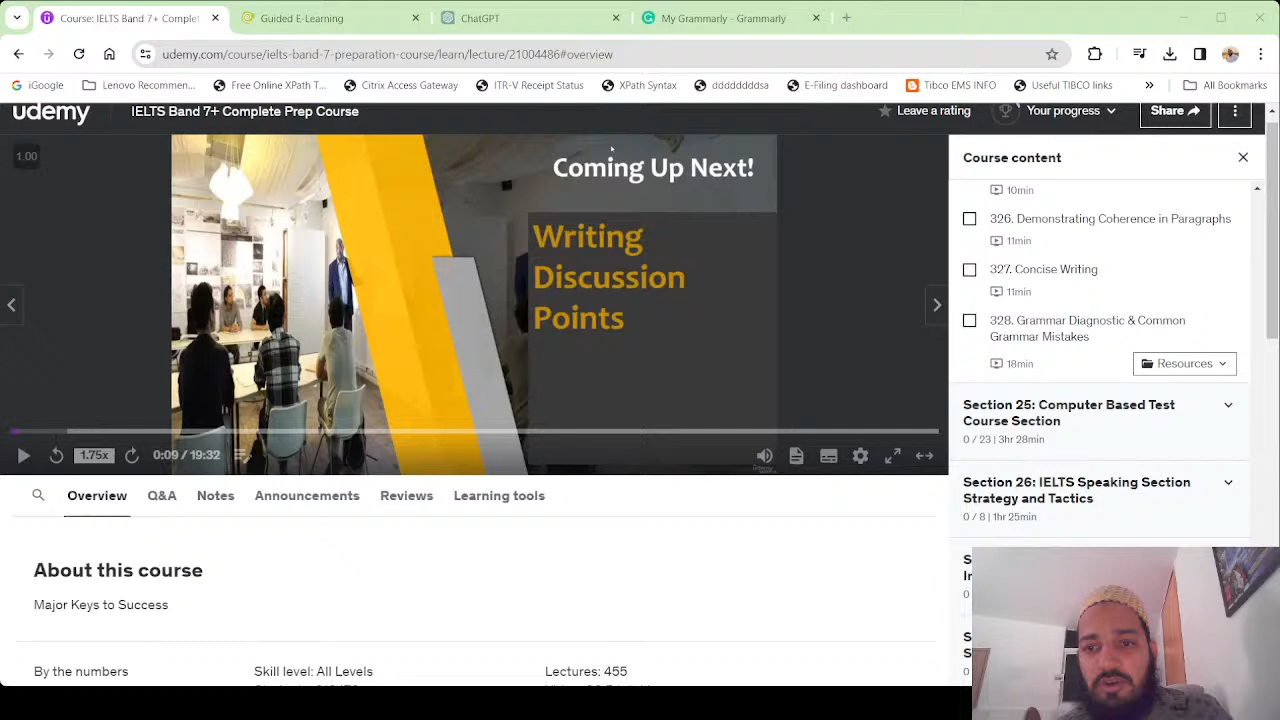 Course: IELTS Band 7+ Complet
Guided E-Learning
ChatGPT
My Grammarly - Grammarly
udemy.com/course/ielts-band-7-preparation-course/learn/lecture/21004486#overview
iGoogle
Lenovo Recommen...
Free Online XPath T...
Citrix Access Gateway
ITR-V Receipt Status
XPath Syntax
ddddddddsa
E-Filing dashboard
Tibco EMS INFO
Useful TIBCO links
»
All Bookmarks
udemy
IELTS Band 7+ Complete Prep Course
Leave a rating
Your progress
Share
1.00
Coming Up Next!
Writing
Discussion
Points
1.75x
0:09 / 19:32
Course content
10min
326. Demonstrating Coherence in Paragraphs
11min
327. Concise Writing
11min
328. Grammar Diagnostic & Common
Grammar Mistakes
18min
Resources
Section 25: Computer Based Test
Course Section
0 / 23 | 3hr 28min
Section 26: IELTS Speaking Section
Strategy and Tactics
0 / 8 | 1hr 25min
Overview
Q&A
Notes
Announcements
Reviews
Learning tools
About this course
Major Keys to Success
By the numbers
Skill level: All Levels
Lectures: 455